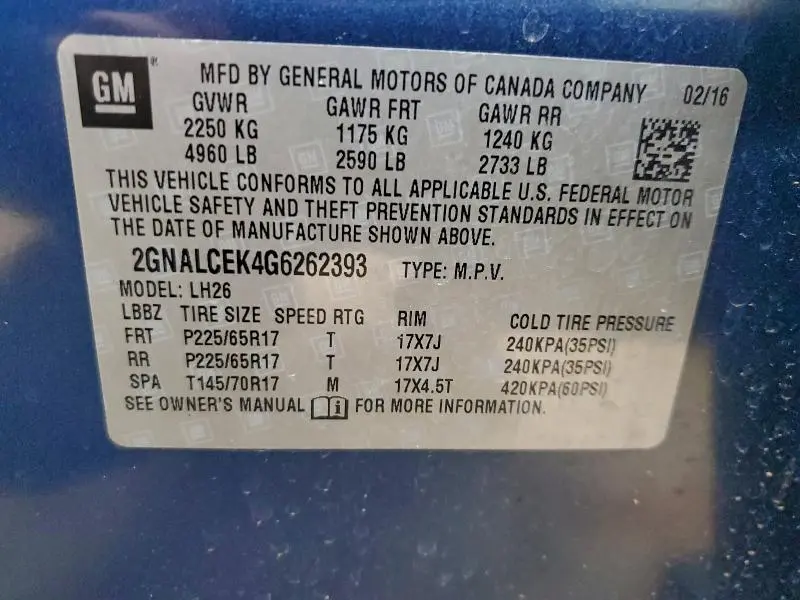 GM®
MFD BY GENERAL MOTORS OF CANADA COMPANY 02/16
GVWR GAWR FRT GAWR RR
2250 KG 1175 KG 1240 KG
4960 LB 2590 LB 2733 LB
THIS VEHICLE CONFORMS TO ALL APPLICABLE U.S. FEDERAL MOTOR
VEHICLE SAFETY AND THEFT PREVENTION STANDARDS IN EFFECT ON
THE DATE OF MANUFACTURE SHOWN ABOVE.
2GNALCEK4G6262393 TYPE: M.P.V.
MODEL: LH26
LBBZ TIRE SIZE SPEED RTG RIM COLD TIRE PRESSURE
FRT P225/65R17 T 17X7J 240KPA(35PSI)
RR P225/65R17 T 17X7J 240KPA(35PSI)
SPA T145/70R17 M 17X4.5T 420KPA(60PSI)
SEE OWNER'S MANUAL i FOR MORE INFORMATION.